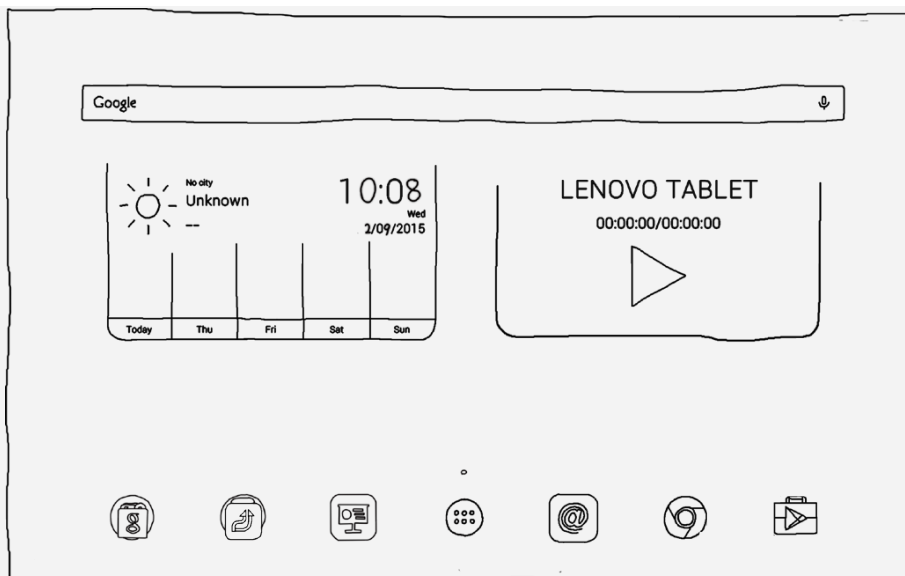 Google
No city
Unknown
--
10:08
Wed
2/09/2015
Today Thu Fri Sat Sun
LENOVO TABLET
00:00:00/00:00:00
8
@